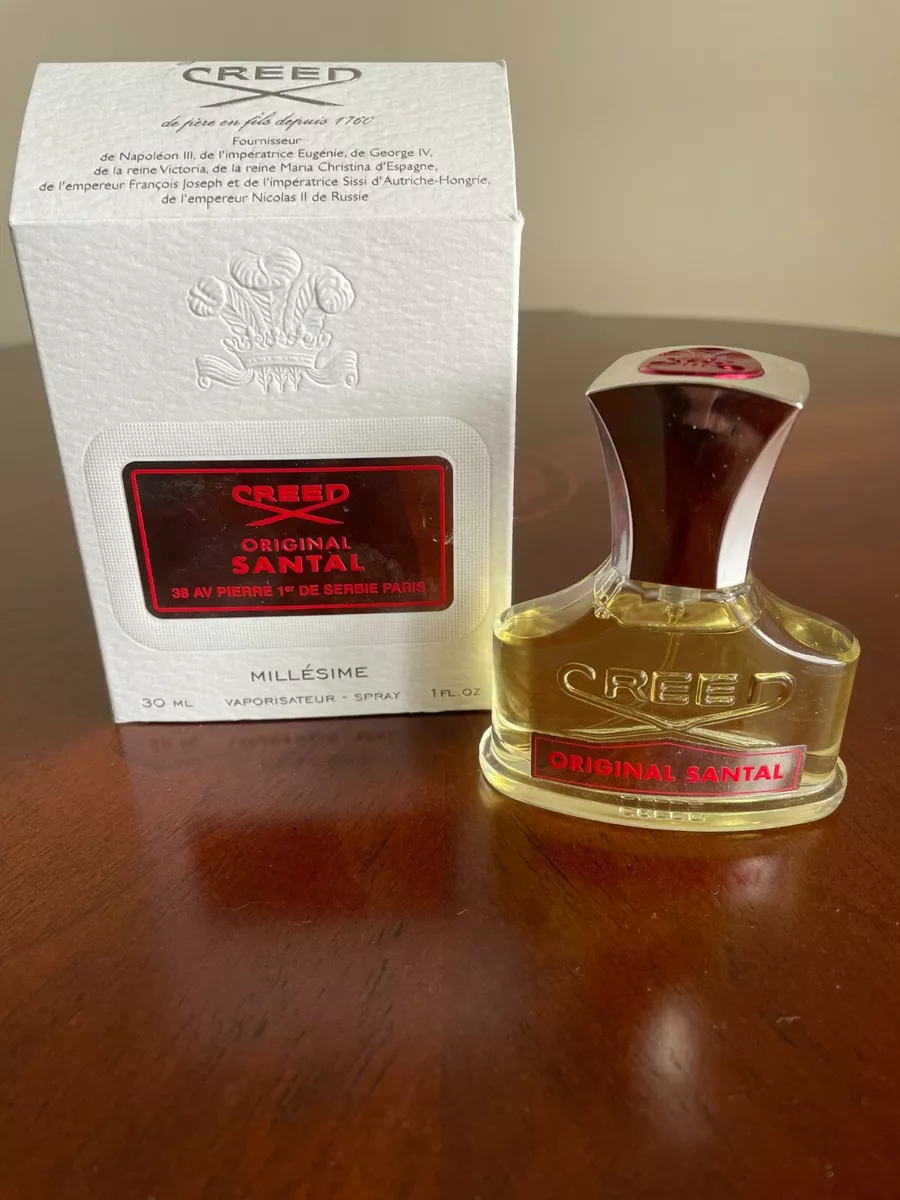 CREED
de père en fils depuis 1760
Fournisseur
de Napoléon III, de l'impératrice Eugénie, de George IV,
de la reine Victoria, de la reine Maria Christina d'Espagne,
de l'empereur François Joseph et de l'impératrice Sissi d'Autriche-Hongrie,
de l'empereur Nicolas II de Russie
CREED
ORIGINAL
SANTAL
38 AV PIERRE 1er DE SERBIE PARIS
MILLÉSIME
30 ML VAPORISATEUR - SPRAY 1 FL.OZ
CREED
ORIGINAL SANTAL
CREED